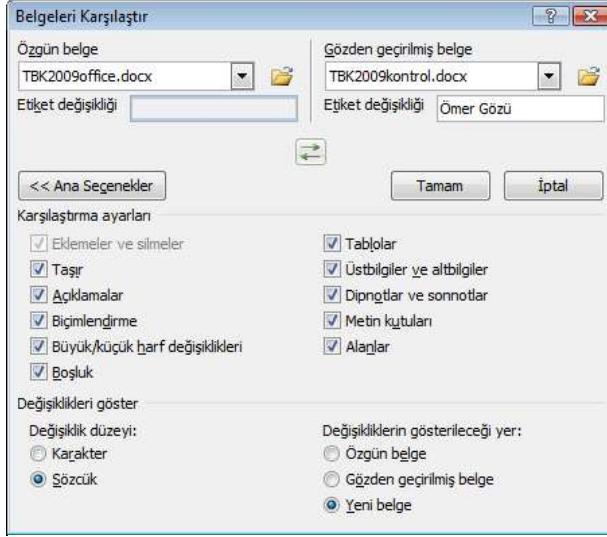 Belgeleri Karşılaştır
Özgün belge
Gözden geçirilmiş belge
TBK2009office.docx
TBK2009kontrol.docx
Etiket değişikliği
Etiket değişikliği Ömer Gözü
<< Ana Seçenekler
Tamam
İptal
Karşılaştırma ayarları
Eklemeler ve silmeler
Taşır
Açıklamalar
Biçimlendirme
Büyük/küçük harf değişiklikleri
Boşluk
Tablolar
Üstbilgiler ve altbilgiler
Dipnotlar ve sonnotlar
Metin kutuları
Alanlar
Değişiklikleri göster
Değişiklik düzeyi:
Karakter
Sözcük
Değişikliklerin gösterileceği yer:
Özgün belge
Gözden geçirilmiş belge
Yeni belge